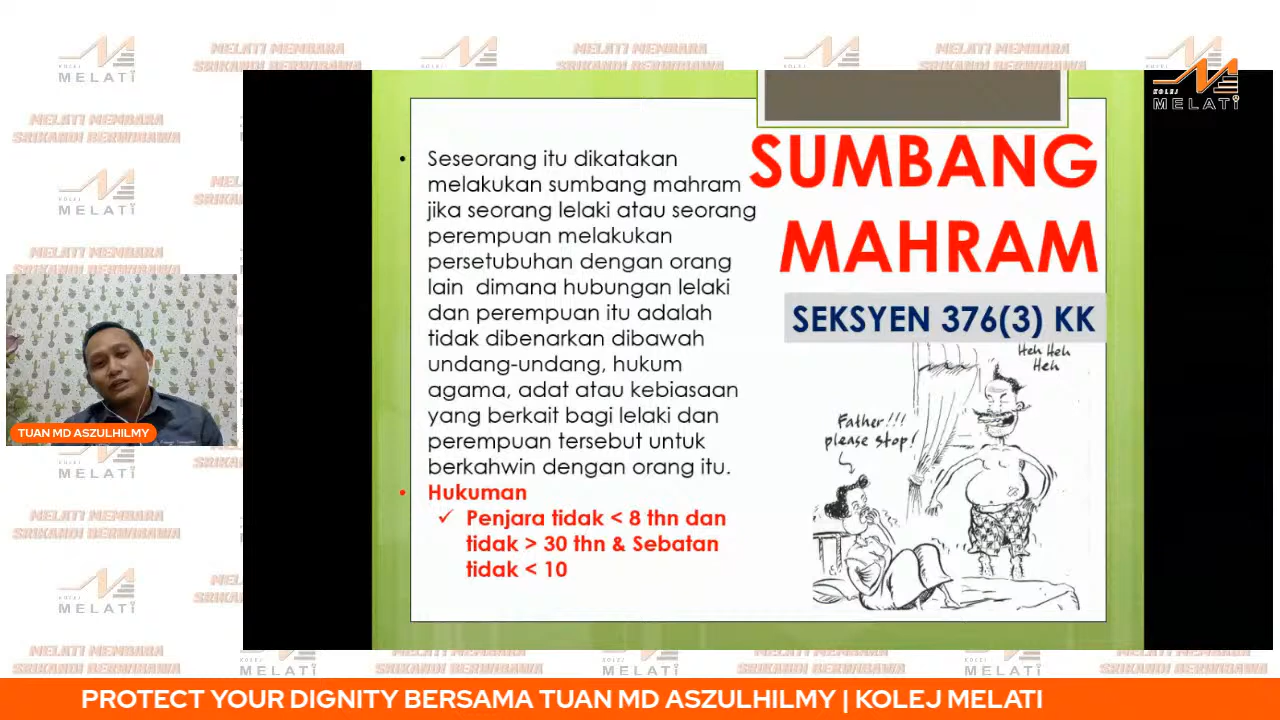 KOLEJ
MELATI
MELATI MEMBARA
SRIKANDI BERWIBAWA
KOLEJ
MELATI
SUMBANG
MAHRAM
SEKSYEN 376(3) KK
• Seseorang itu dikatakan
melakukan sumbang mahram
jika seorang lelaki atau seorang
perempuan melakukan
persetubuhan dengan orang
lain dimana hubungan lelaki
dan perempuan itu adalah
tidak dibenarkan dibawah
undang-undang, hukum
agama, adat atau kebiasaan
yang berkait bagi lelaki dan
perempuan tersebut untuk
berkahwin dengan orang itu.
• Hukuman
✓ Penjara tidak < 8 thn dan
tidak > 30 thn & Sebatan
tidak < 10
Heh Heh
Heh
Father!!!
please stop!
TUAN MD ASZULHILMY
PROTECT YOUR DIGNITY BERSAMA TUAN MD ASZULHILMY | KOLEJ MELATI